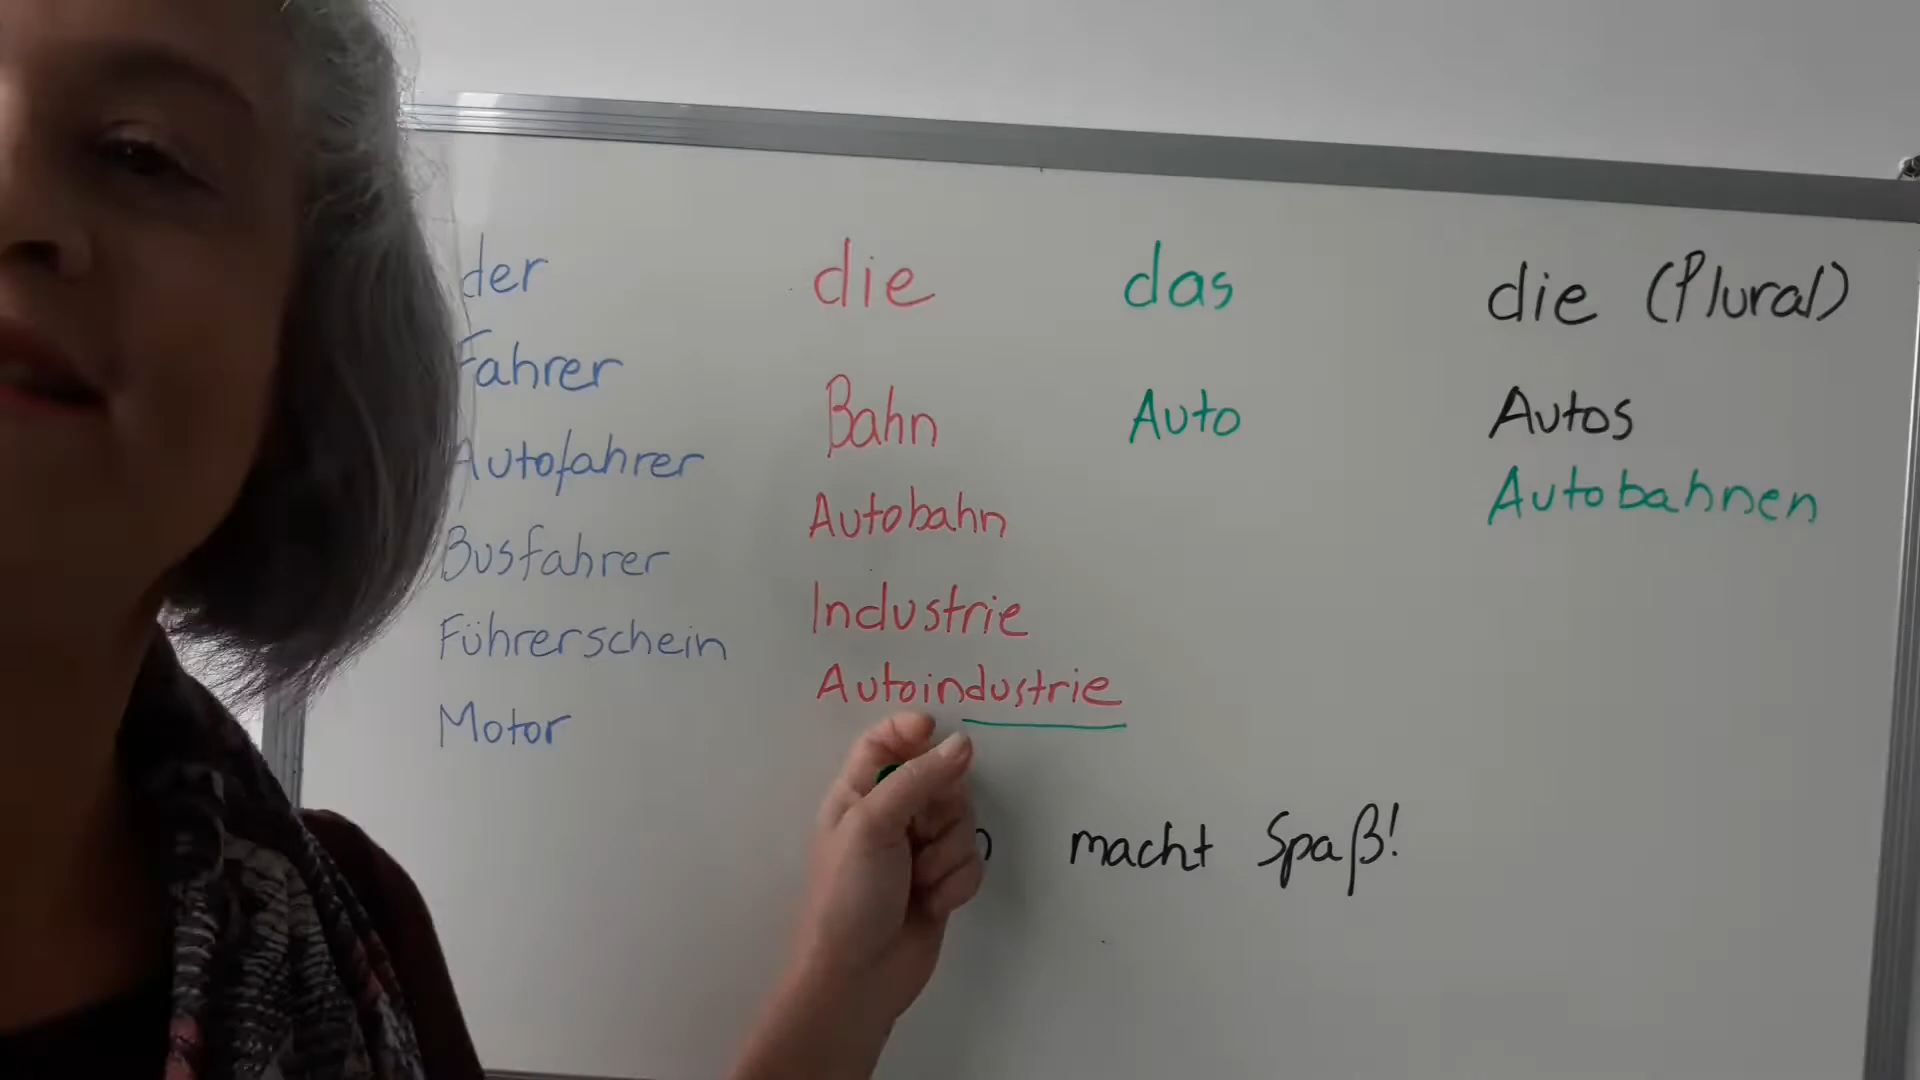 der
Fahrer
Autofahrer
Busfahrer
Führerschein
Motor
die
Bahn
Autobahn
Industrie
Autoindustrie
das
Auto
die (Plural)
Autos
Autobahnen
macht Spaß!